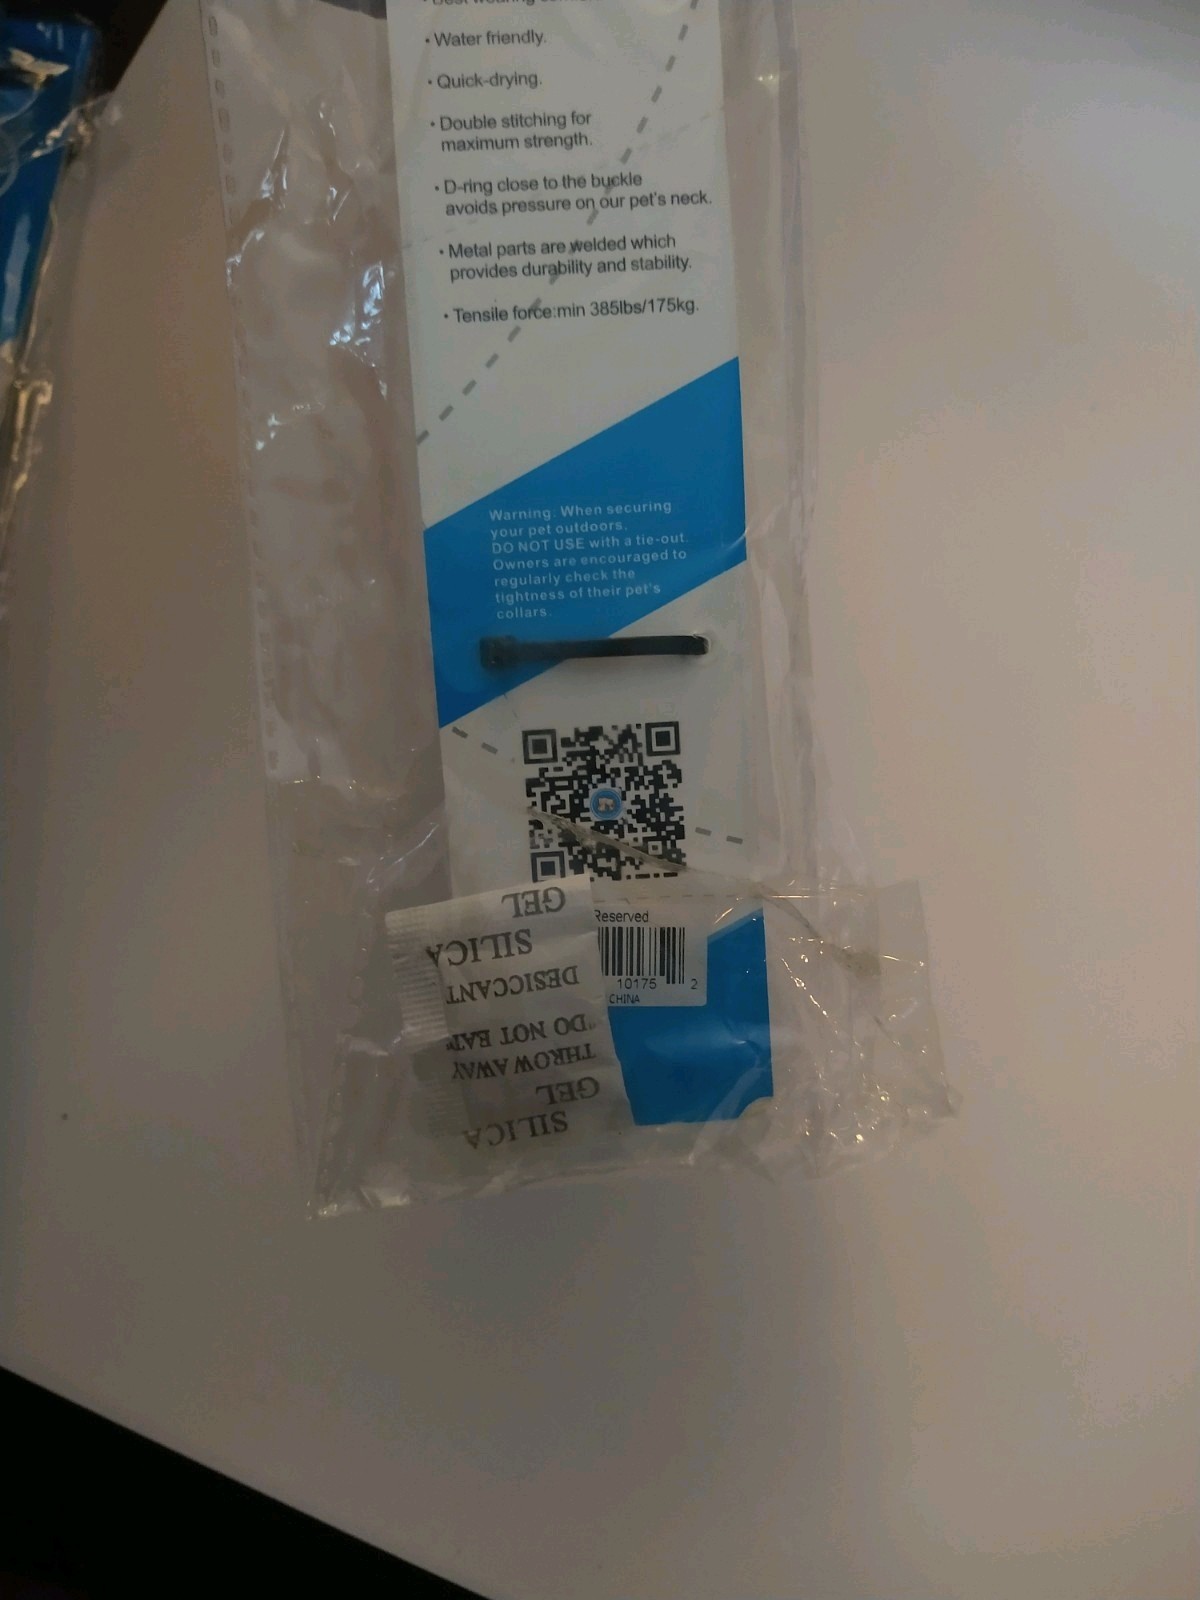 • Water friendly.
• Quick-drying.
• Double stitching for
maximum strength.
• D-ring close to the buckle
avoids pressure on our pet's neck.
• Metal parts are welded which
provides durability and stability.
• Tensile force:min 385lbs/175kg.
Warning. When securing
your pet outdoors.
DO NOT USE with a tie-out.
Owners are encouraged to
regularly check the
tightness of their pet's
collars.
Reserved
10175 2
CHINA
SILICA
GEL
THROW AWAY
"DO NOT EAT"
DESICCANT
SILICA
GEL